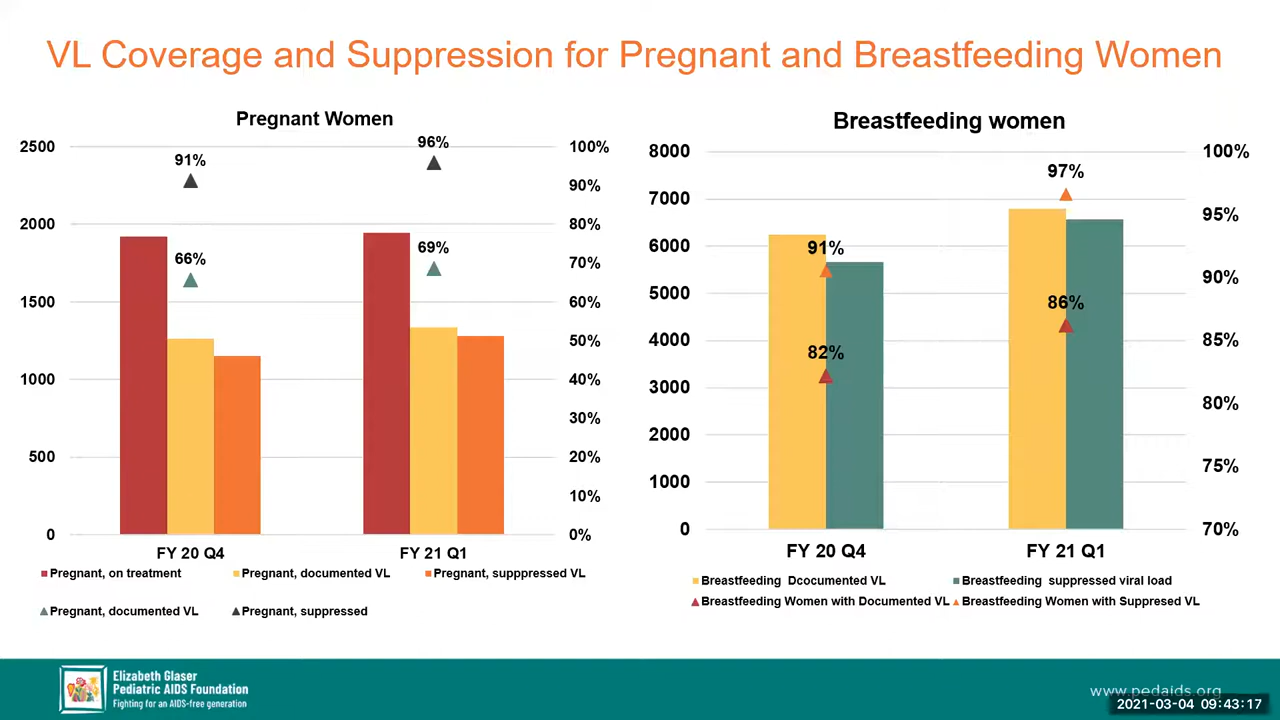 VL Coverage and Suppression for Pregnant and Breastfeeding Women
Pregnant Women
2500
2000
1500
1000
500
0
100%
90%
80%
70%
60%
50%
40%
30%
20%
10%
0%
91%
66%
96%
69%
FY 20 Q4
FY 21 Q1
Pregnant, on treatment
Pregnant, documented VL
Pregnant, supppressed VL
Pregnant, documented VL
Pregnant, suppressed
Breastfeeding women
8000
7000
6000
5000
4000
3000
2000
1000
0
100%
95%
90%
85%
80%
75%
70%
91%
82%
97%
86%
FY 20 Q4
FY 21 Q1
Breastfeeding Dcocumented VL
Breastfeeding suppressed viral load
Breastfeeding Women with Documented VL
Breastfeeding Women with Suppresed VL
Elizabeth Glaser
Pediatric AIDS Foundation
Fighting for an AIDS-free generation
www.pedaids.org
2021-03-04 09:43:17